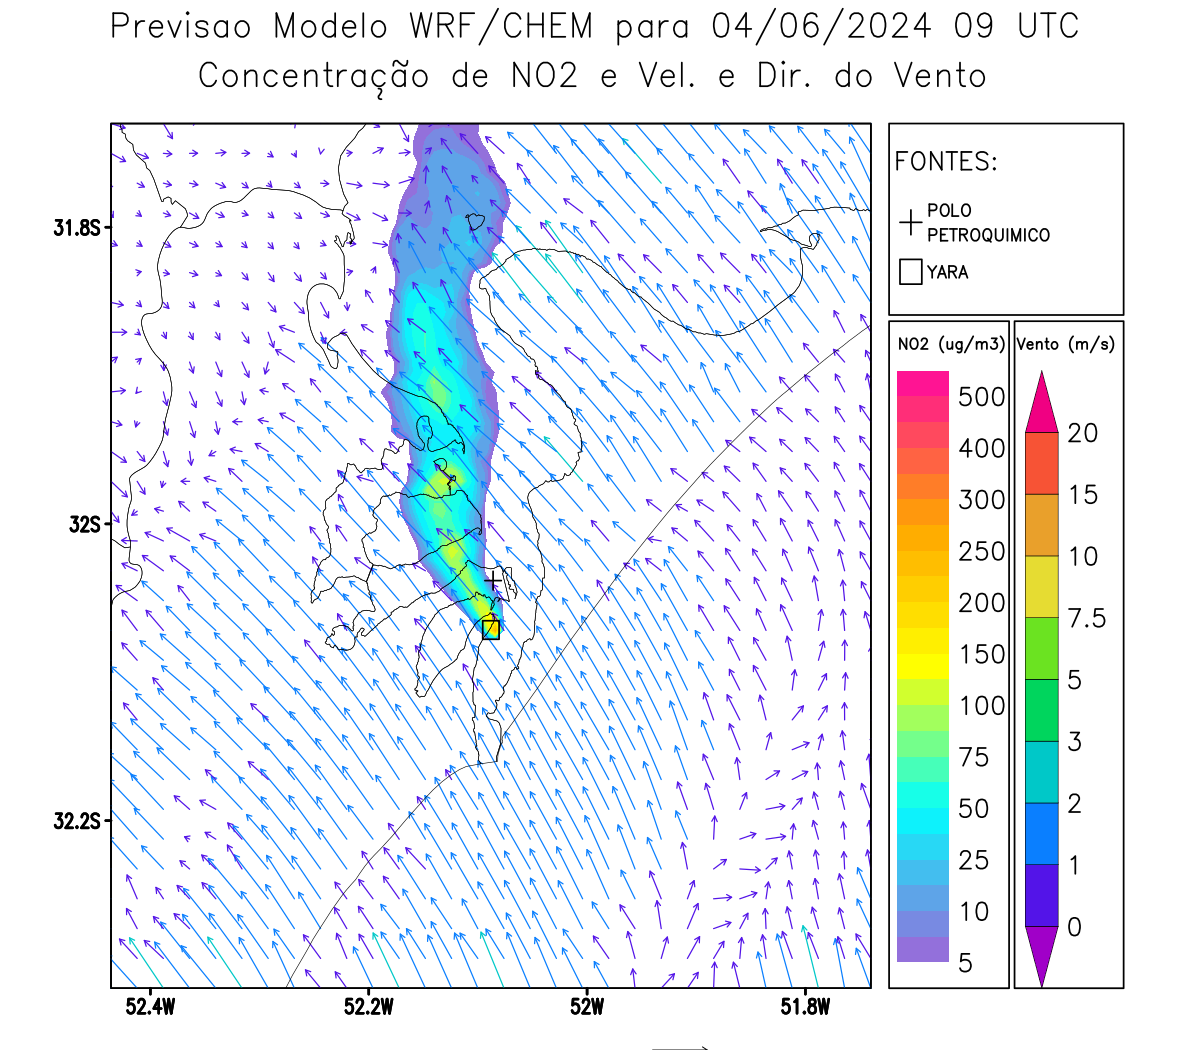 Previsao Modelo WRF/CHEM para 04/06/2024 09 UTC
Concentração de NO2 e Vel. e Dir. do Vento
FONTES:
POLO
PETROQUIMICO
YARA
NO2 (ug/m3)
500
400
300
250
200
150
100
75
50
25
10
5
Vento (m/s)
20
15
10
7.5
5
3
2
1
0
31.8S
32S
32.2S
52.4W
52.2W
52W
51.8W